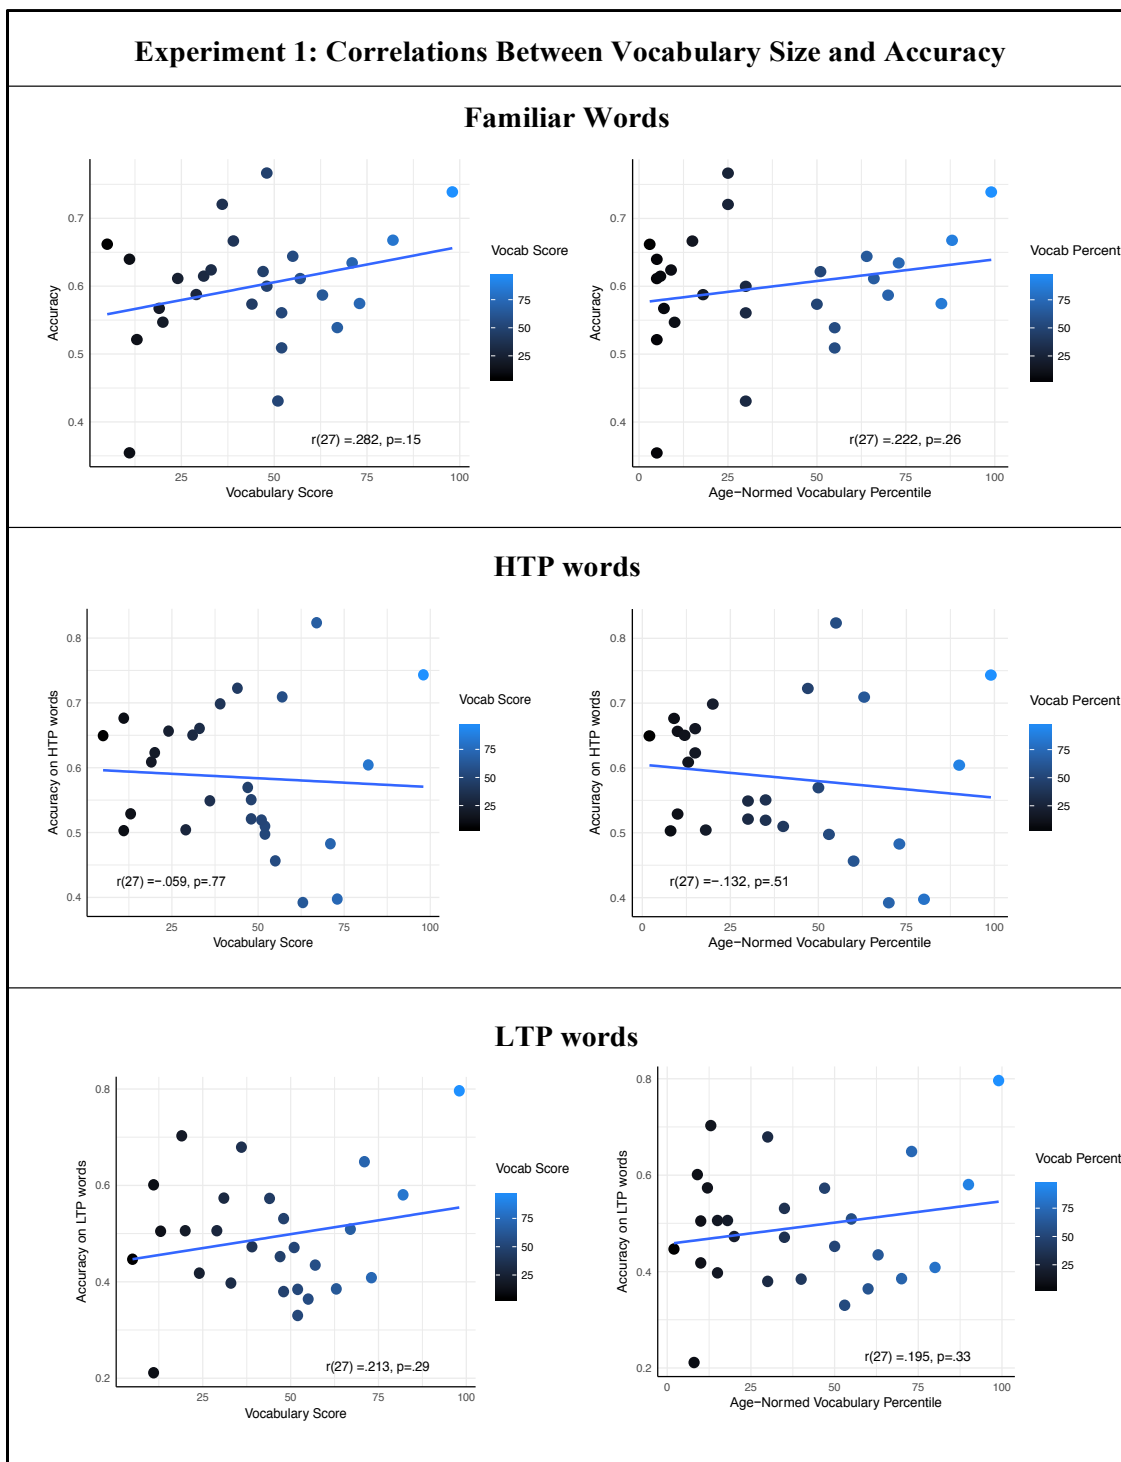 Experiment 1: Correlations Between Vocabulary Size and Accuracy
Familiar Words
Accuracy
0.7
0.6
0.5
0.4
25
50
75
100
Vocabulary Score
r(27) =.282, p=.15
Vocab Score
75
50
25
Accuracy
0.7
0.6
0.5
0.4
0
25
50
75
100
Age-Normed Vocabulary Percentile
r(27) =.222, p=.26
Vocab Percent
75
50
25
HTP words
Accuracy on HTP words
0.8
0.7
0.6
0.5
0.4
25
50
75
100
Vocabulary Score
r(27) =-.059, p=.77
Vocab Score
75
50
25
Accuracy on HTP words
0.8
0.7
0.6
0.5
0.4
0
25
50
75
100
Age-Normed Vocabulary Percentile
r(27) =-.132, p=.51
Vocab Percent
75
50
25
LTP words
Accuracy on LTP words
0.8
0.6
0.4
0.2
25
50
75
100
Vocabulary Score
r(27) =.213, p=.29
Vocab Score
75
50
25
Accuracy on LTP words
0.8
0.6
0.4
0.2
0
25
50
75
100
Age-Normed Vocabulary Percentile
r(27) =.195, p=.33
Vocab Percent
75
50
25